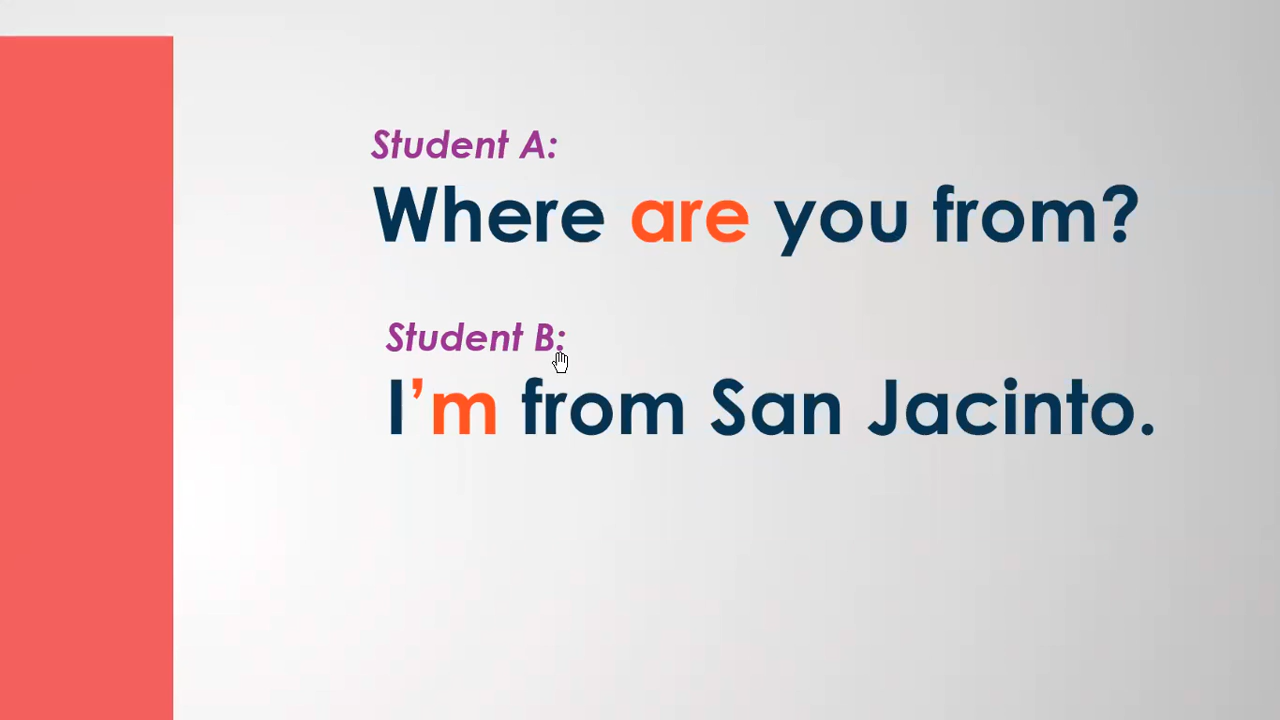 Student A:
Where are you from?
Student B:
I’m from San Jacinto.